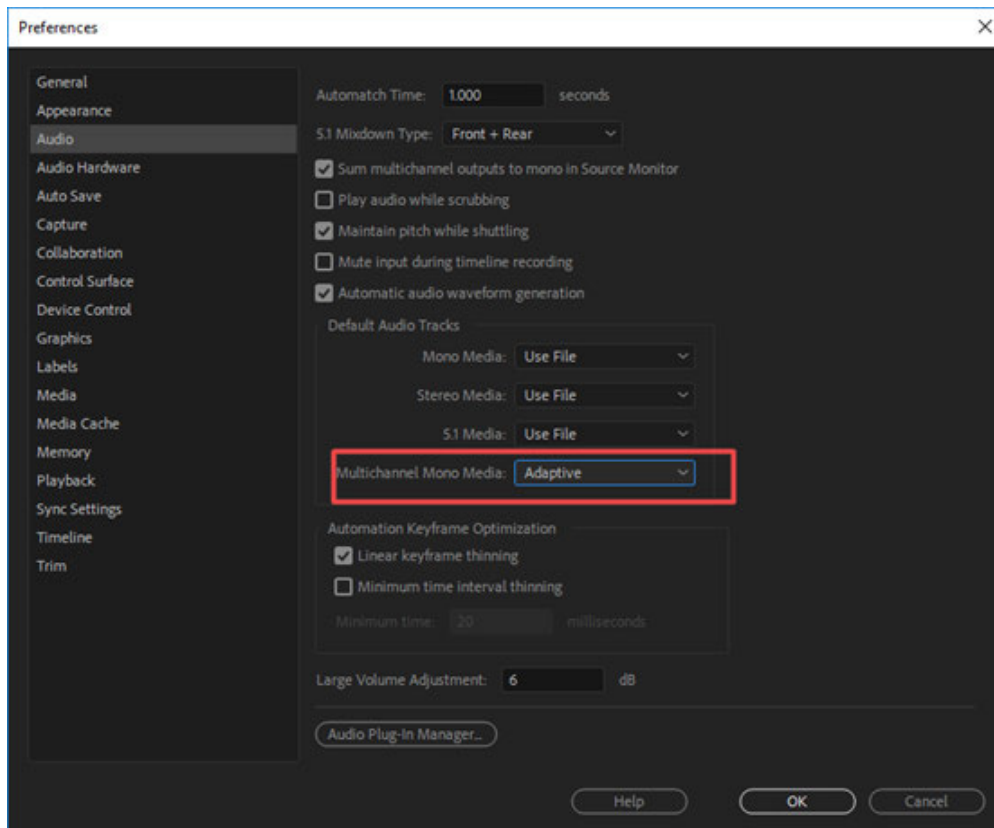 Preferences
General
Appearance
Audio
Audio Hardware
Auto Save
Capture
Collaboration
Control Surface
Device Control
Graphics
Labels
Media
Media Cache
Memory
Playback
Sync Settings
Timeline
Trim
Automatch Time: 1.000 seconds
5.1 Mixdown Type: Front + Rear
Sum multichannel outputs to mono in Source Monitor
Play audio while scrubbing
Maintain pitch while shuttling
Mute input during timeline recording
Automatic audio waveform generation
Default Audio Tracks
Mono Media: Use File
Stereo Media: Use File
5.1 Media: Use File
Multichannel Mono Media: Adaptive
Automation Keyframe Optimization
Linear keyframe thinning
Minimum time interval thinning
Minimum time: 20 milliseconds
Large Volume Adjustment: 6 dB
Audio Plug-In Manager...
Help OK Cancel